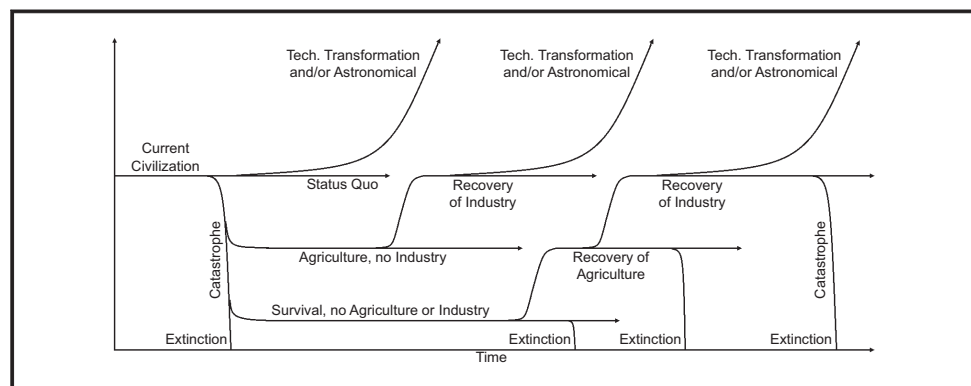 Tech. Transformation
and/or Astronomical
Tech. Transformation
and/or Astronomical
Tech. Transformation
and/or Astronomical
Current
Civilization
Status Quo
Recovery
of Industry
Recovery
of Industry
Catastrophe
Agriculture, no Industry
Recovery of
Agriculture
Catastrophe
Survival, no Agriculture or Industry
Extinction
Extinction
Extinction
Extinction
Time